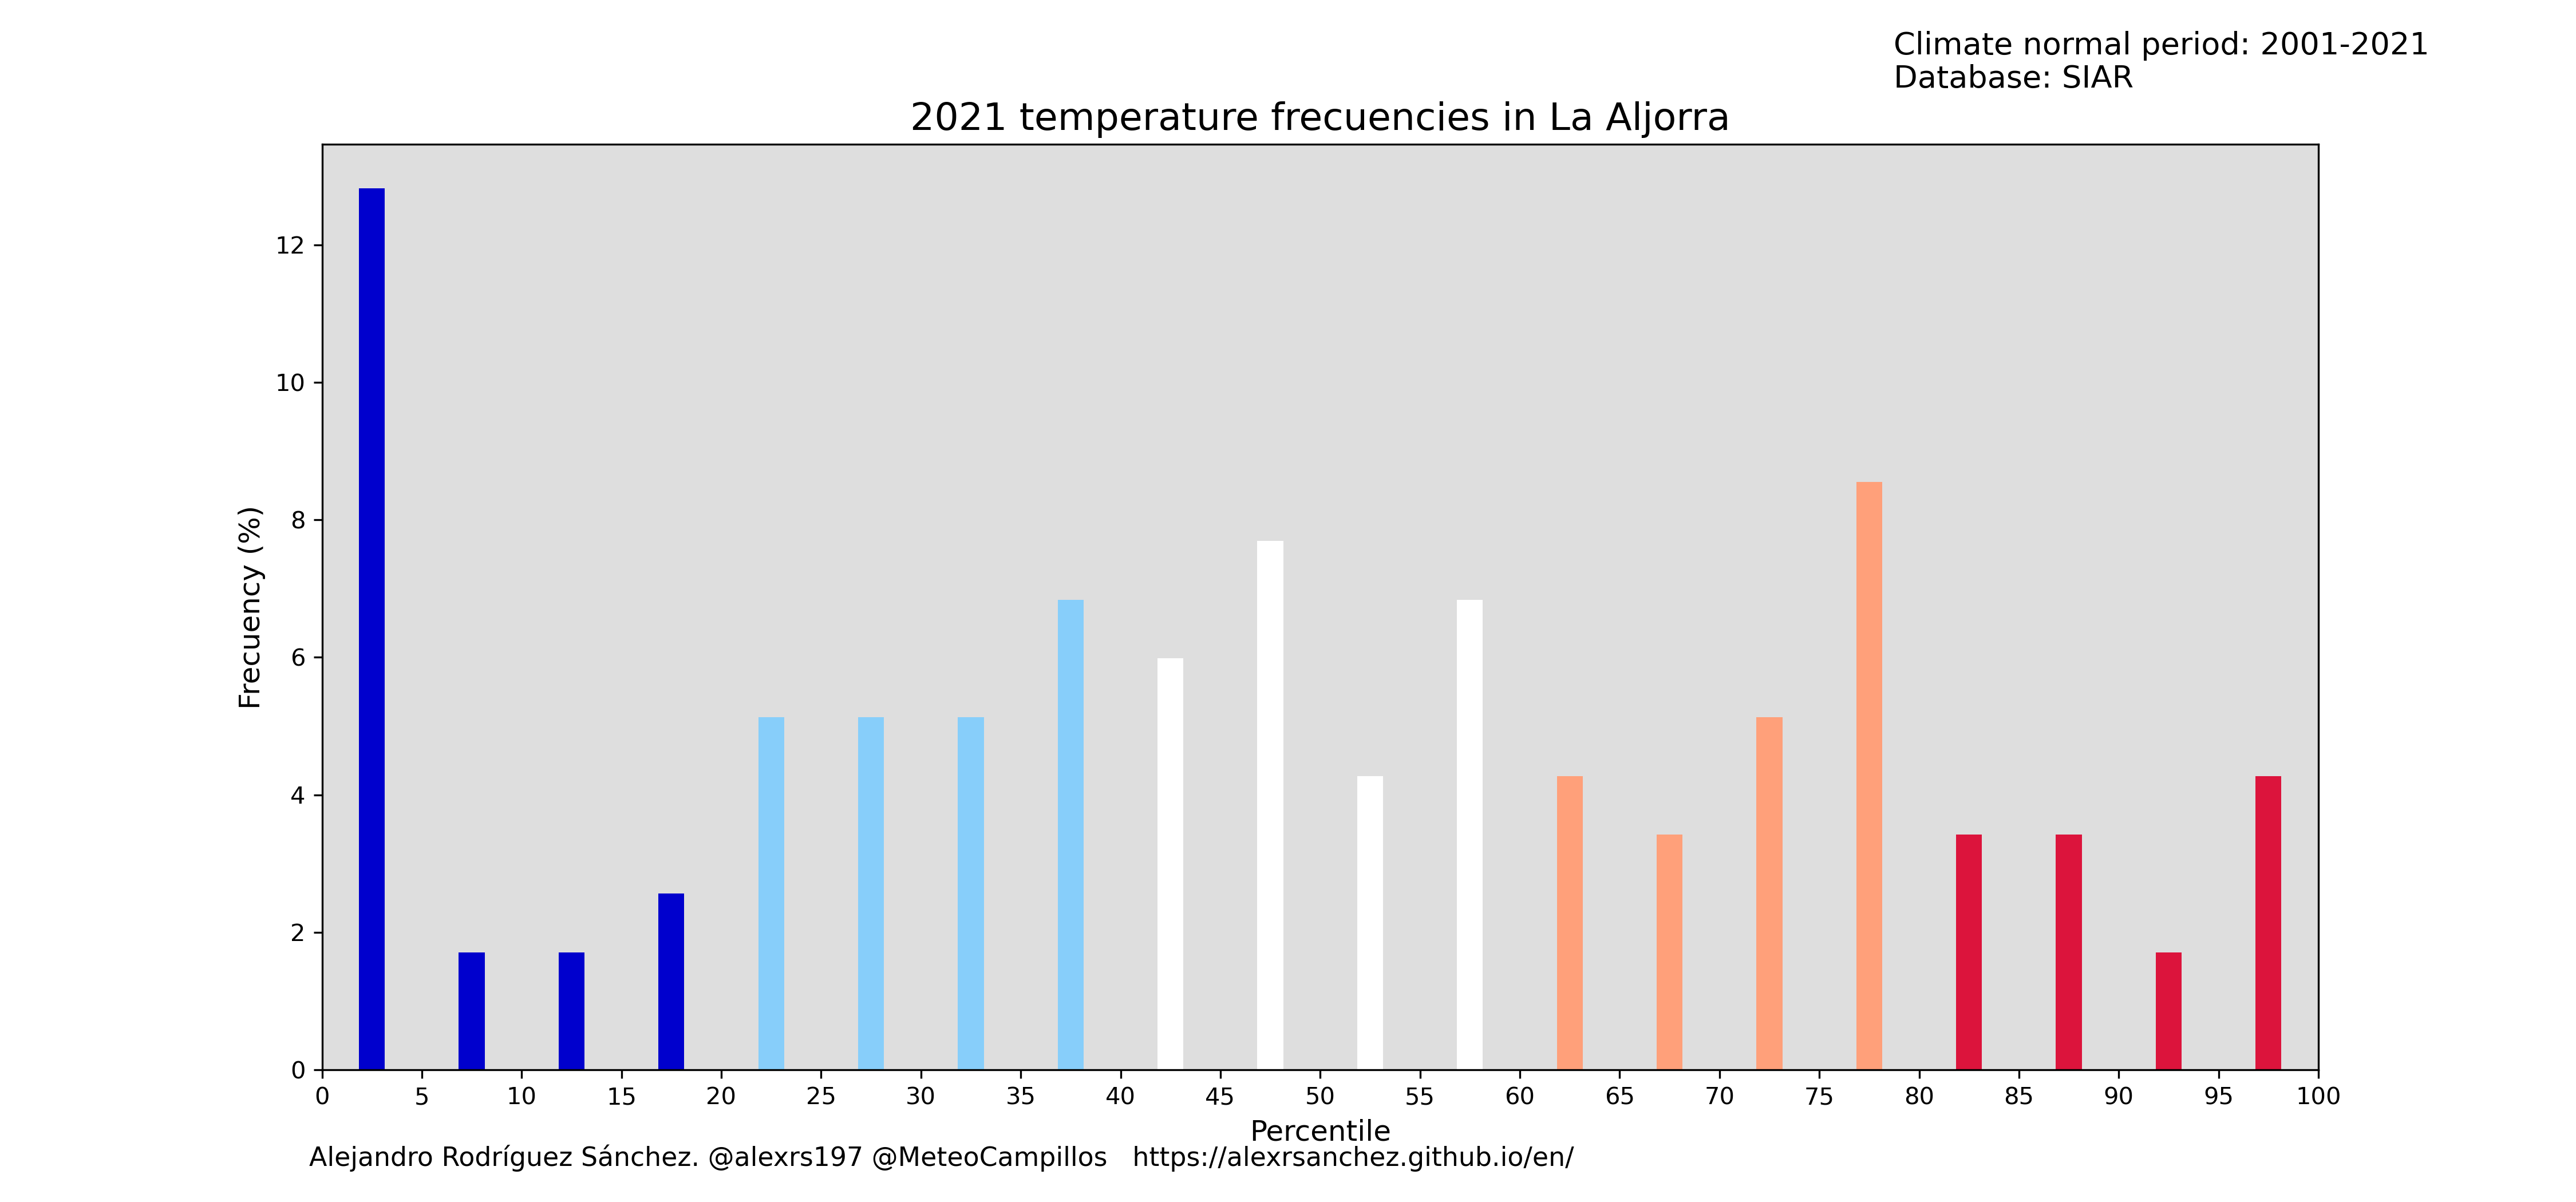 Climate normal period: 2001-2021
Database: SIAR
2021 temperature frecuencies in La Aljorra
Frecuency (%)
12
10
8
6
4
2
0
0 5 10 15 20 25 30 35 40 45 50 55 60 65 70 75 80 85 90 95 100
Percentile
Alejandro Rodríguez Sánchez. @alexrs197 @MeteoCampillos https://alexrsanchez.github.io/en/